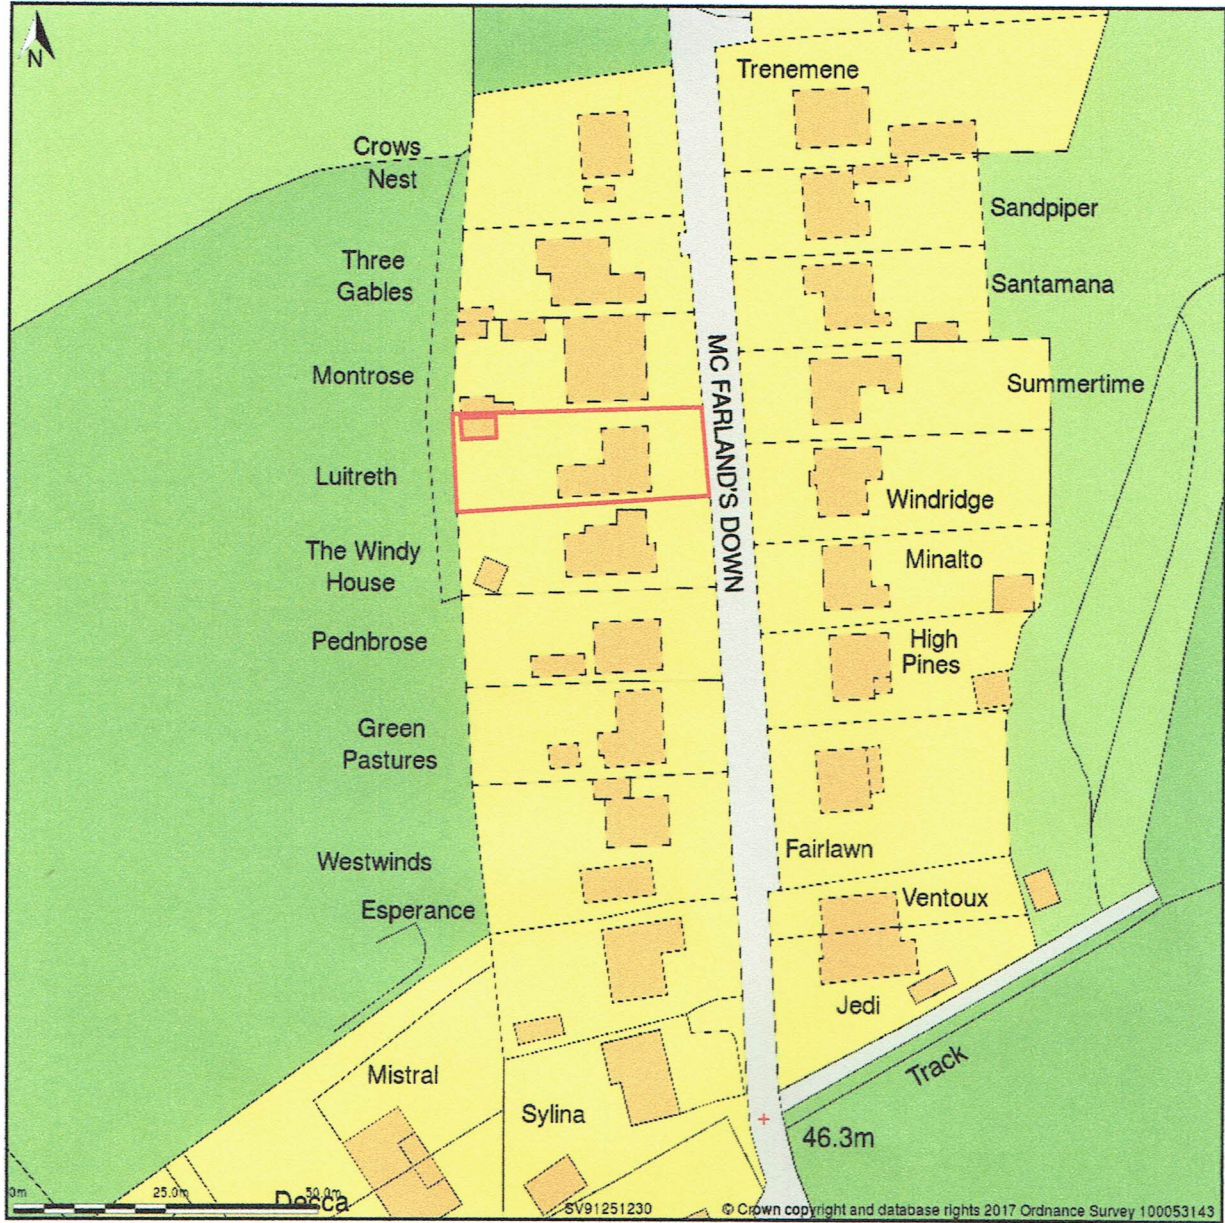 N
Trenemene
Crows
Nest
Sandpiper
Three
Gables
Santamana
MC FARLAND'S DOWN
Montrose
Summertime
Luitreth
Windridge
The Windy
House
Minalto
Pednbrose
High
Pines
Green
Pastures
Fairlawn
Westwinds
Ventoux
Esperance
Jedi
Track
Mistral
Sylina
46.3m
Decca
0m 25.0m 50.0m
SV91251230
© Crown copyright and database rights 2017 Ordnance Survey 100053143